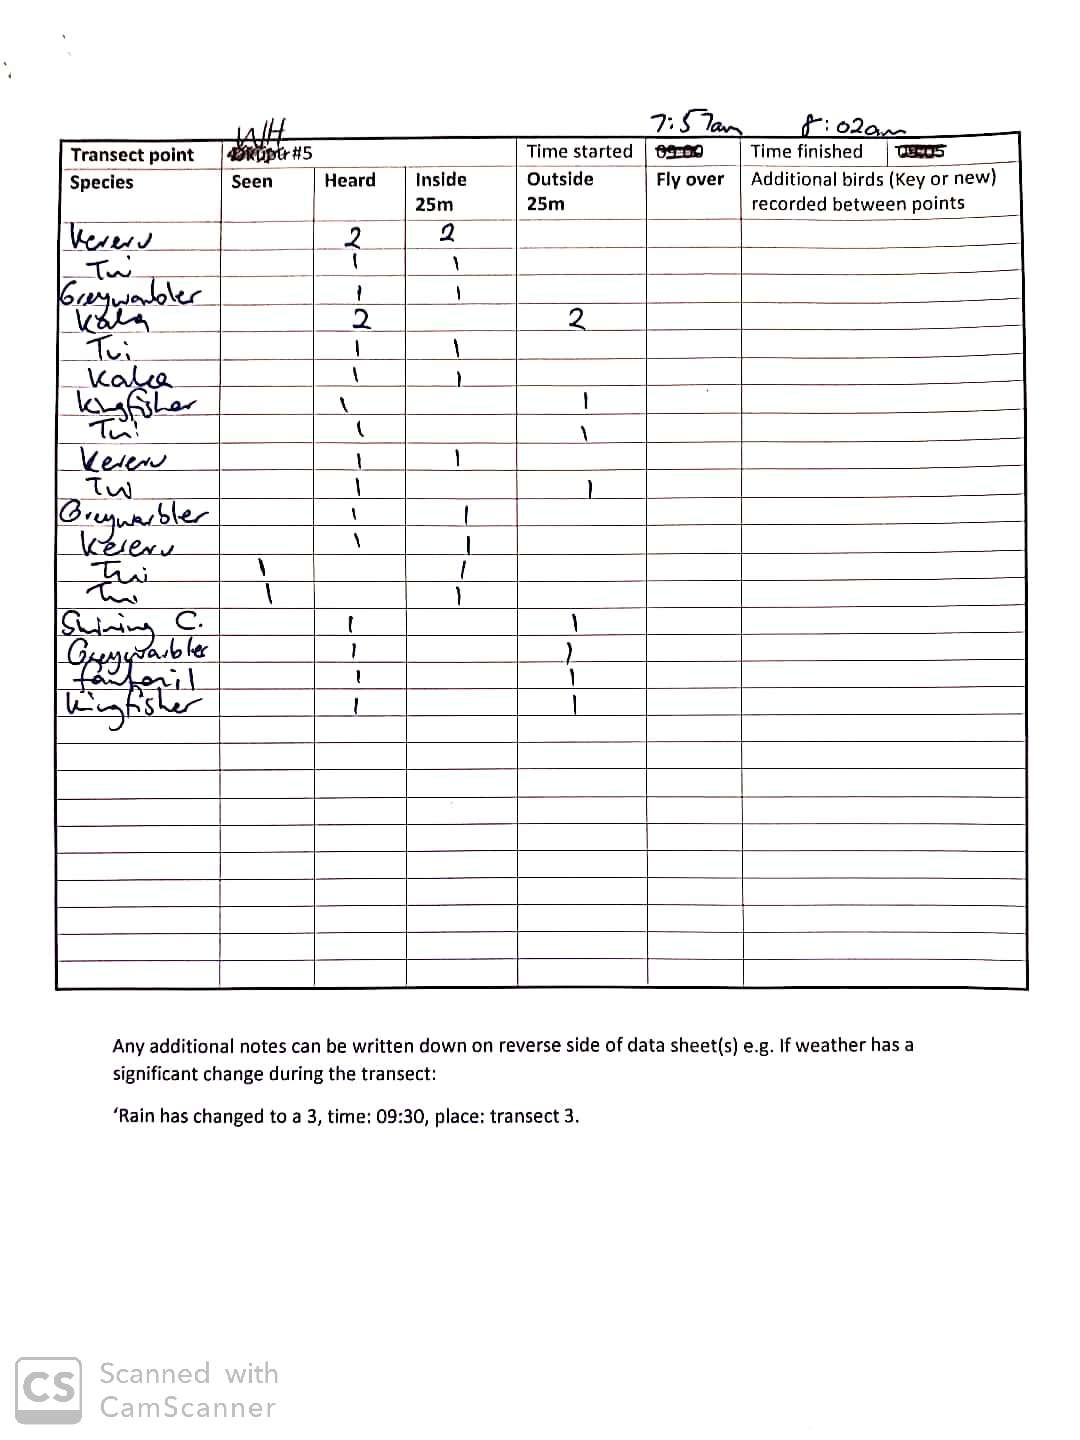 WH 7:57am 8:02am
Transect point #5 Time started 09:00 Time finished 09:05
Species Seen Heard Inside 25m Outside 25m Fly over Additional birds (Key or new) recorded between points
Kereru 2 2
Tui 1 1
Greywarbler 1 1
Kaka 2 2
Tui 1 1
Kaka 1 1
Kingfisher 1 1
Tui 1 1
Kereru 1 1
Tui 1 1
Greywarbler 1 1
Kereru 1 1
Tui 1 1
Tui 1 1
Shining C. 1 1
Greywarbler 1 1
fantail 1 1
Kingfisher 1 1
Any additional notes can be written down on reverse side of data sheet(s) e.g. If weather has a
significant change during the transect:
‘Rain has changed to a 3, time: 09:30, place: transect 3.
CS Scanned with
CamScanner